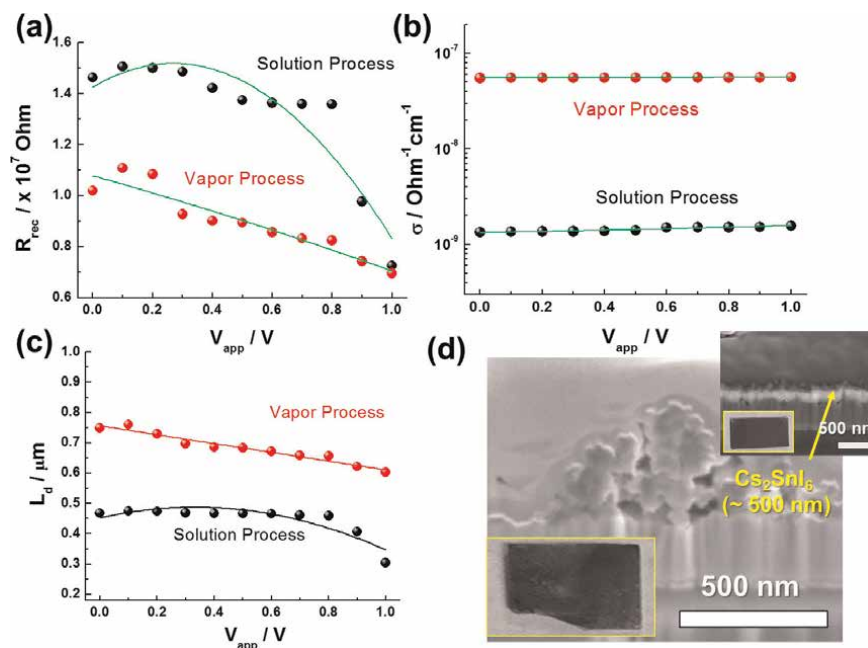 (a)
R_rec / x 10^7 Ohm
1.6
1.4
1.2
1.0
0.8
0.6
Solution Process
Vapor Process
0.0 0.2 0.4 0.6 0.8 1.0
V_app / V
(b)
σ / Ohm^-1cm^-1
10^-7
10^-8
10^-9
Vapor Process
Solution Process
0.0 0.2 0.4 0.6 0.8 1.0
V_app / V
(c)
L_d / μm
1.0
0.9
0.8
0.7
0.6
0.5
0.4
0.3
0.2
Vapor Process
Solution Process
0.0 0.2 0.4 0.6 0.8 1.0
V_app / V
(d)
500 nm
Cs2SnI6
(~ 500 nm)
500 nm